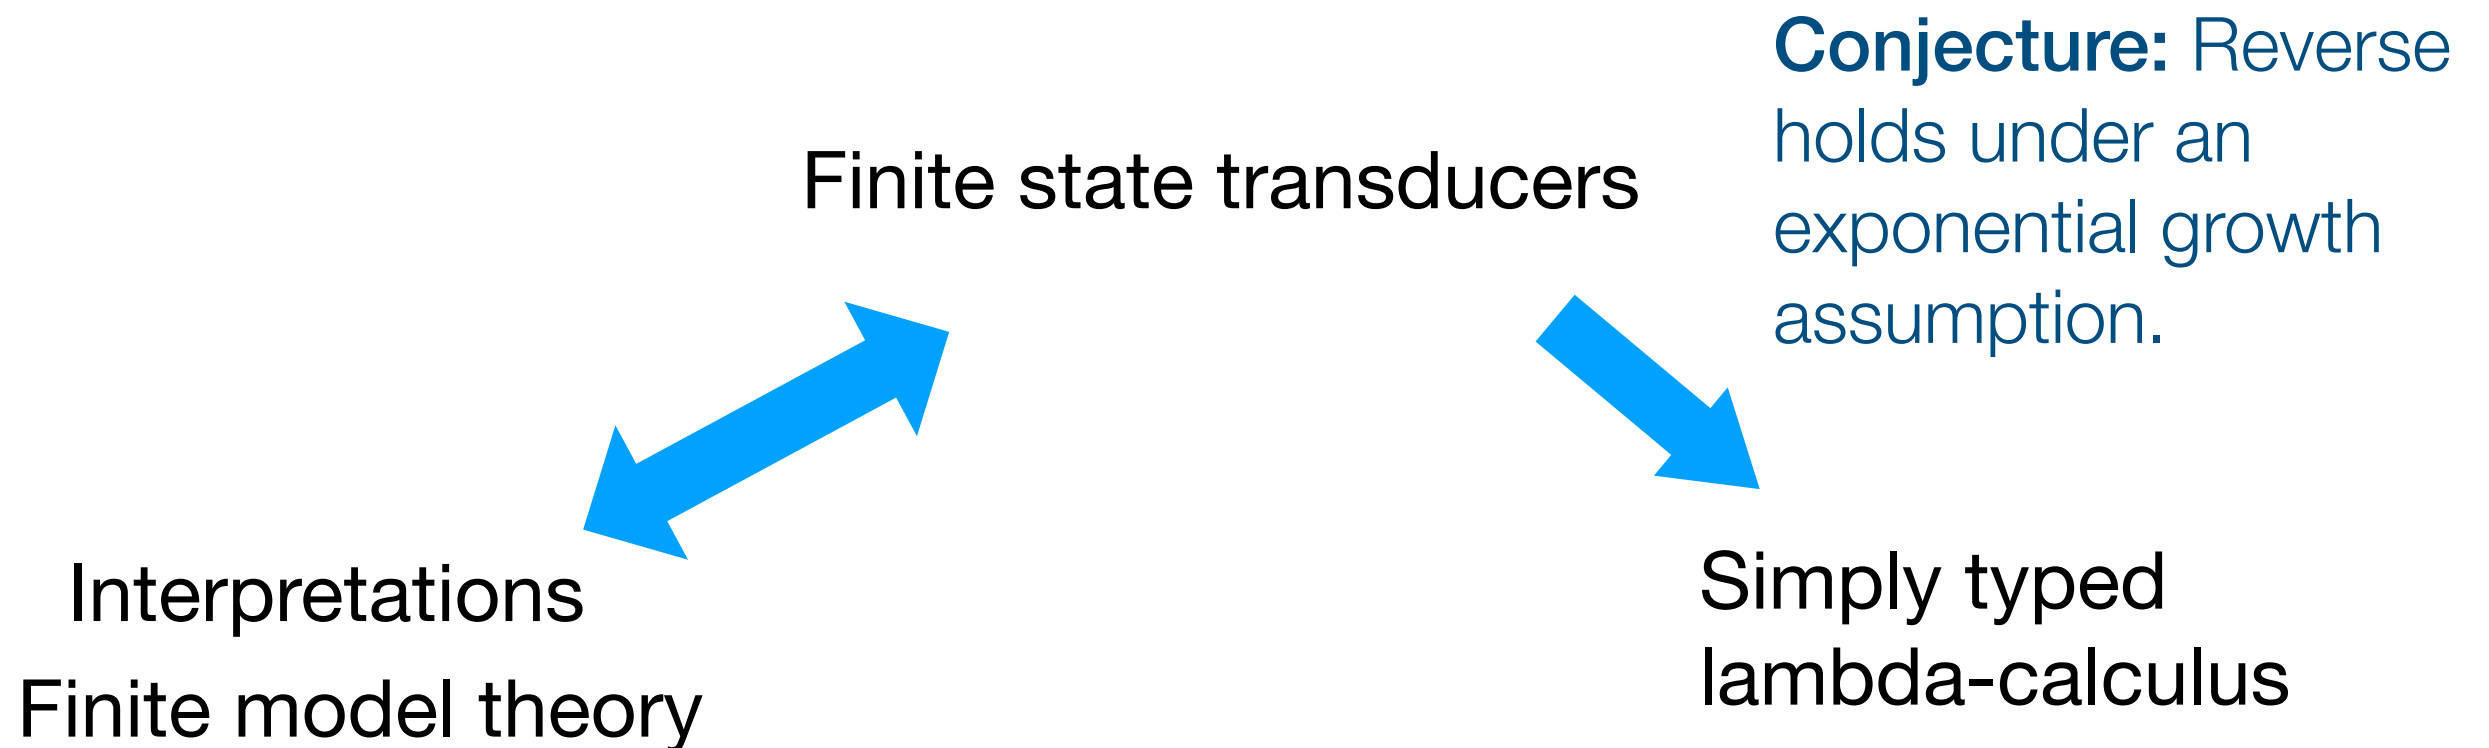 Conjecture: Reverse
holds under an
exponential growth
assumption.
Finite state transducers
Interpretations
Finite model theory
Simply typed
lambda-calculus